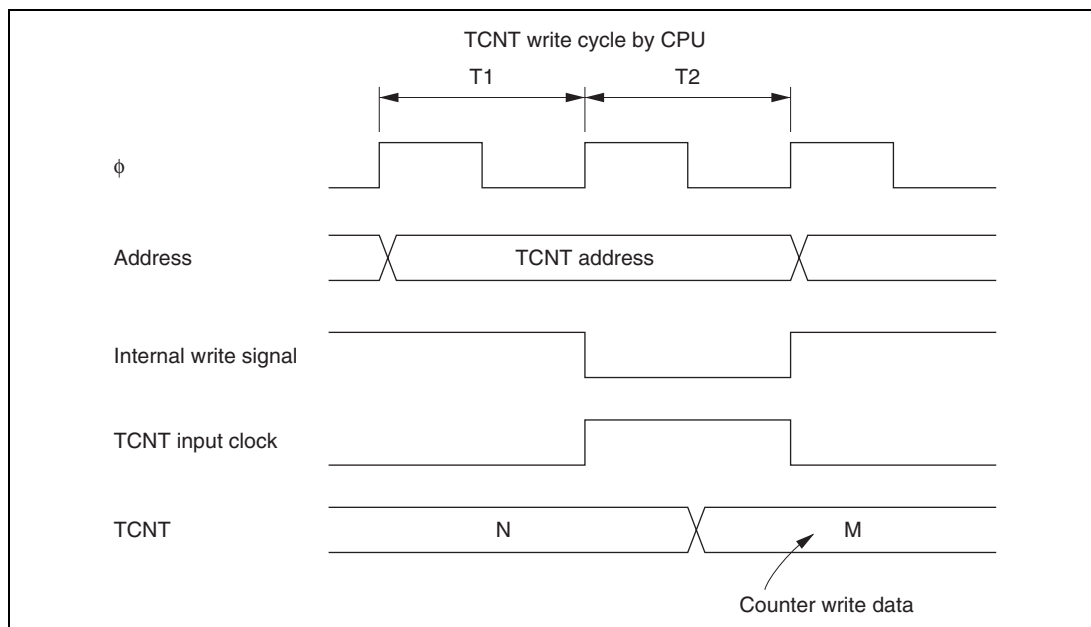 TCNT write cycle by CPU
T1 T2
ϕ
Address TCNT address
Internal write signal
TCNT input clock
TCNT N M
Counter write data